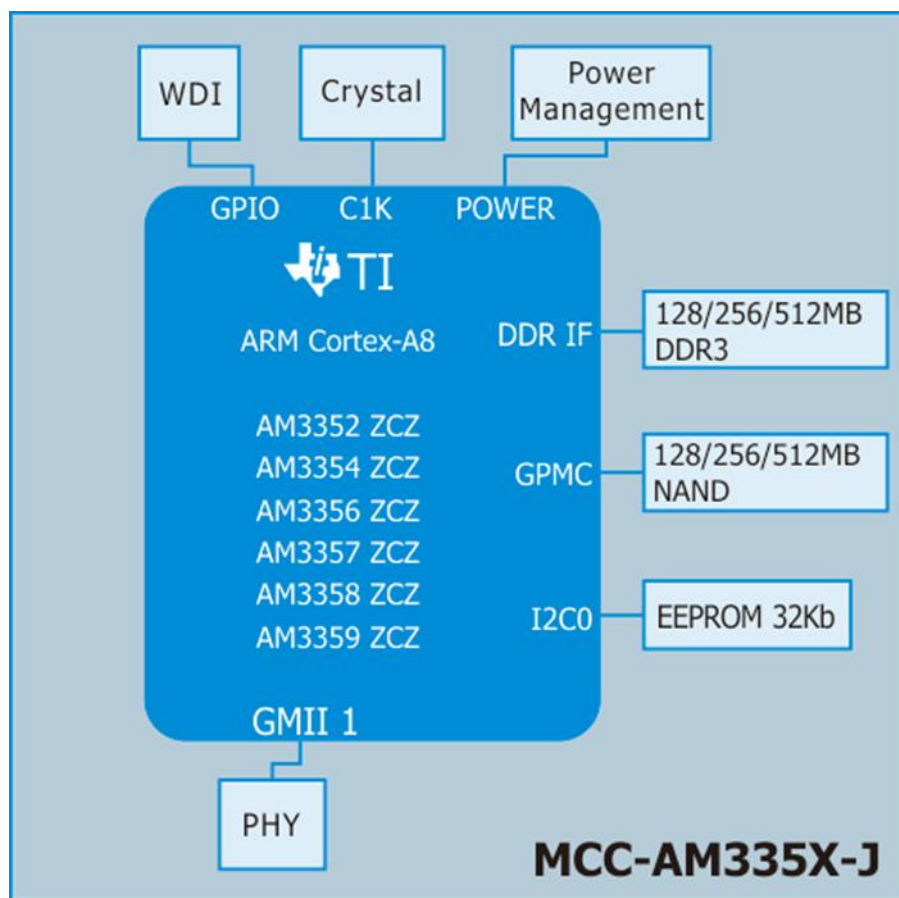 WDI
Crystal
Power
Management
GPIO
C1K
POWER
TI
ARM Cortex-A8
DDR IF
128/256/512MB
DDR3
AM3352 ZCZ
AM3354 ZCZ
AM3356 ZCZ
AM3357 ZCZ
AM3358 ZCZ
AM3359 ZCZ
GPMC
128/256/512MB
NAND
I2C0
EEPROM 32Kb
GMII 1
PHY
MCC-AM335X-J